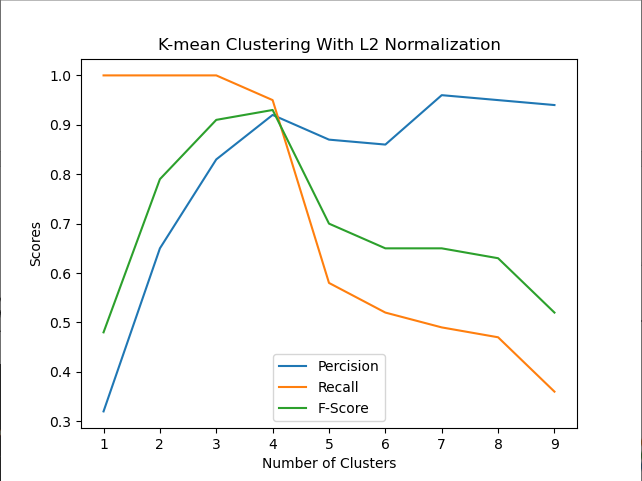 K-mean Clustering With L2 Normalization
1.0
0.9
0.8
0.7
0.6
0.5
0.4
0.3
Scores
Percision
Recall
F-Score
1 2 3 4 5 6 7 8 9
Number of Clusters